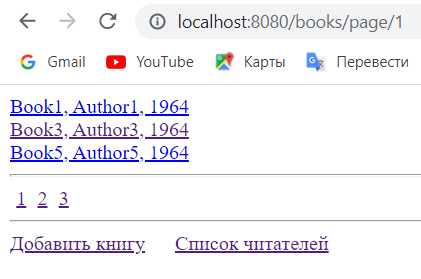 localhost:8080/books/page/1
Gmail YouTube Карты Перевести
Book1, Author1, 1964
Book3, Author3, 1964
Book5, Author5, 1964
1 2 3
Добавить книгу Список читателей